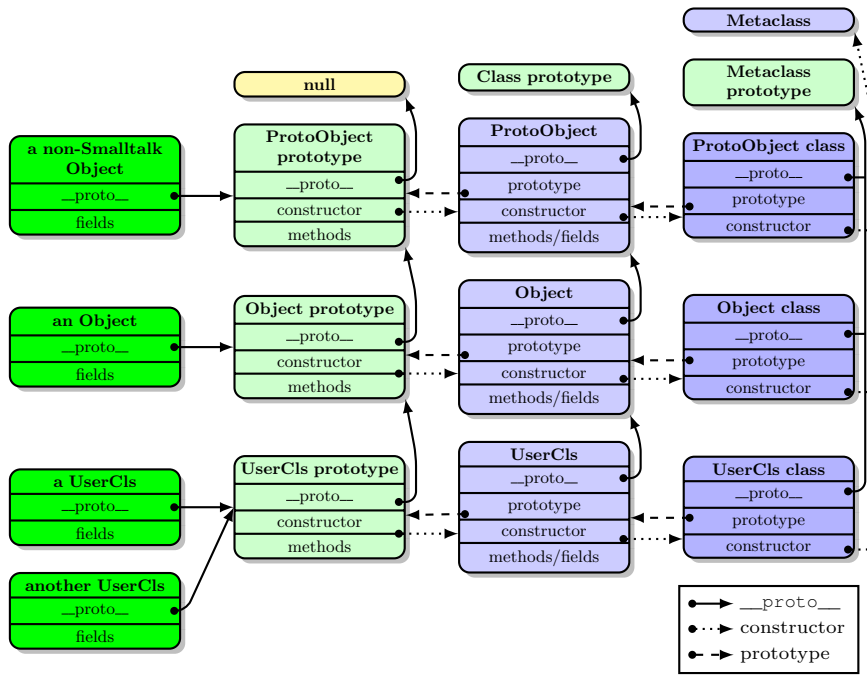 Metaclass
null
Class prototype
Metaclass
prototype
a non-Smalltalk
Object
__proto__
fields
ProtoObject
prototype
__proto__
constructor
methods
ProtoObject
__proto__
prototype
constructor
methods/fields
ProtoObject class
__proto__
prototype
constructor
an Object
__proto__
fields
Object prototype
__proto__
constructor
methods
Object
__proto__
prototype
constructor
methods/fields
Object class
__proto__
prototype
constructor
a UserCls
__proto__
fields
UserCls prototype
__proto__
constructor
methods
UserCls
__proto__
prototype
constructor
methods/fields
UserCls class
__proto__
prototype
constructor
another UserCls
__proto__
fields
__proto__
constructor
prototype